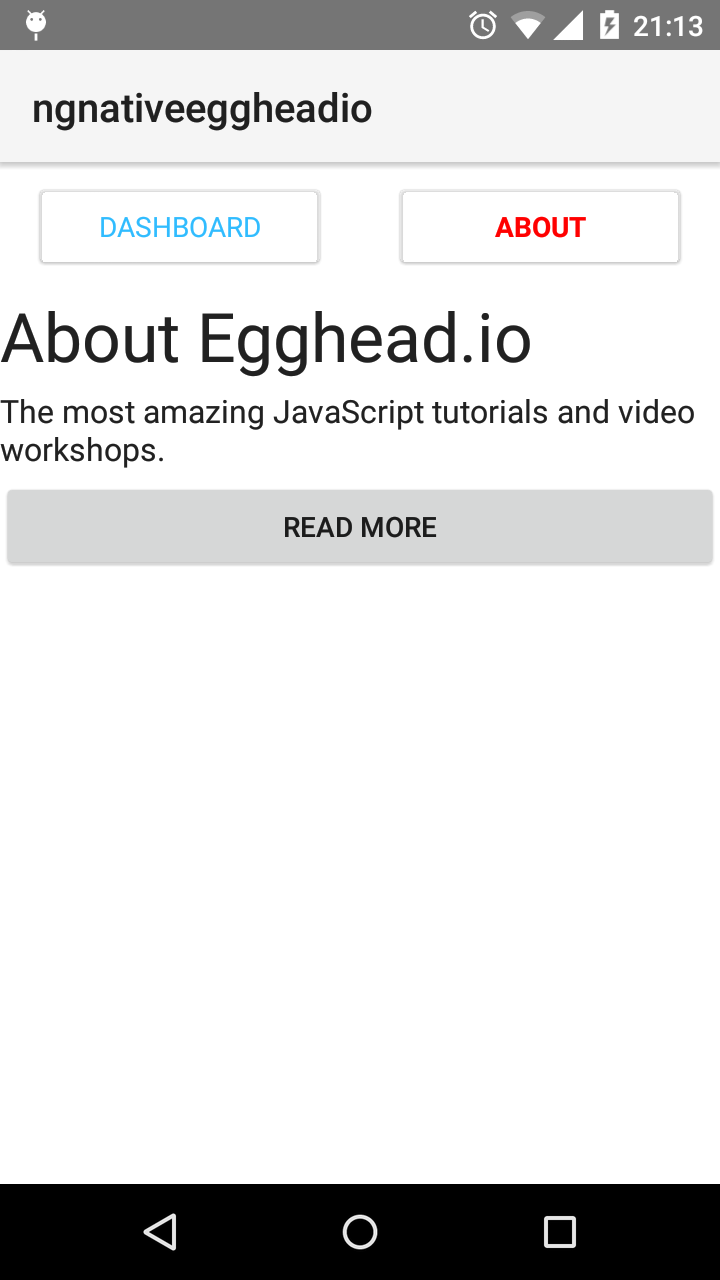 21:13
ngnativeeggheadio
DASHBOARD
ABOUT
About Egghead.io
The most amazing JavaScript tutorials and video
workshops.
READ MORE